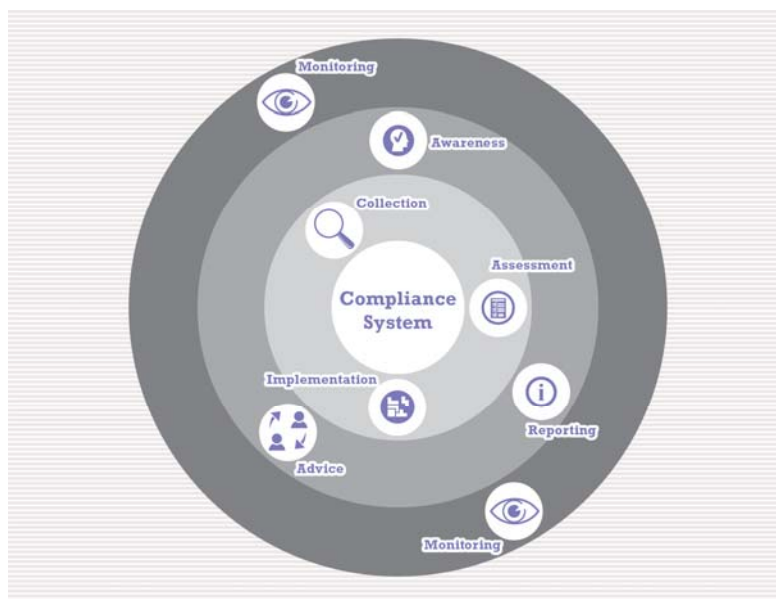 Monitoring
Awareness
Collection
Assessment
Compliance
System
Implementation
Reporting
Advice
Monitoring